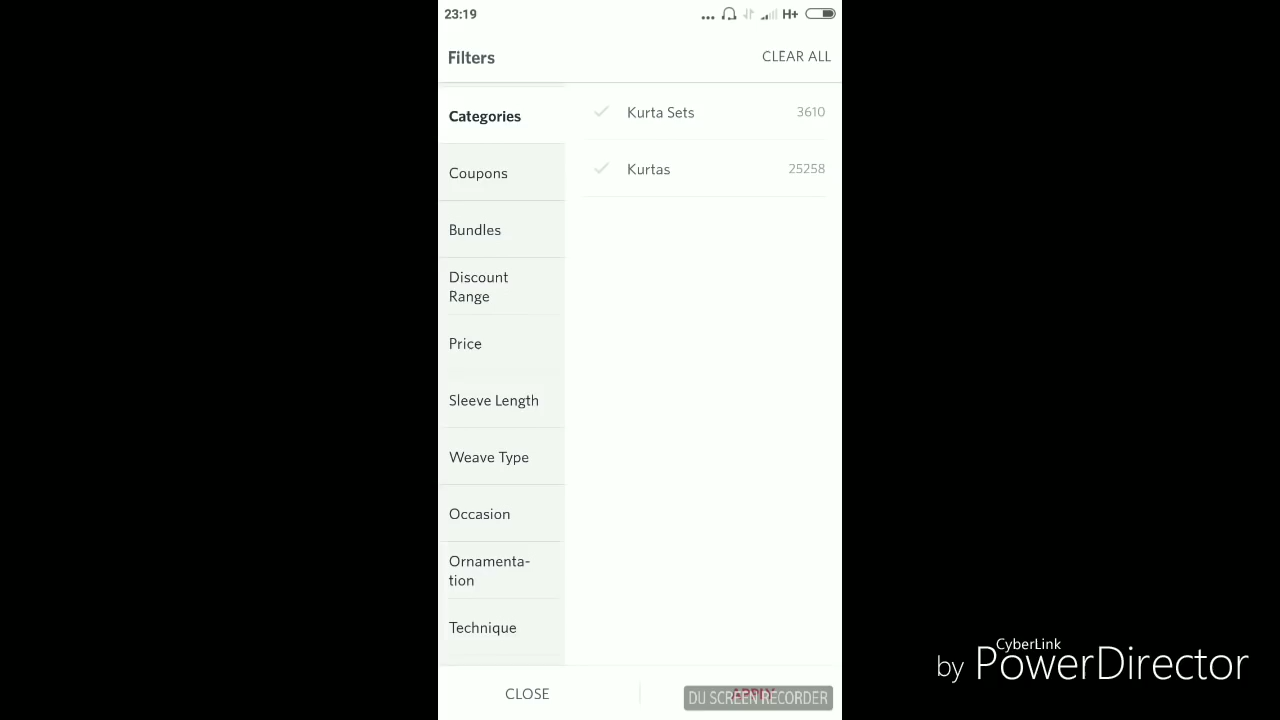 23:19
H+
Filters
CLEAR ALL
Categories
Kurta Sets
3610
Coupons
Kurtas
25258
Bundles
Discount
Range
Price
Sleeve Length
Weave Type
Occasion
Ornamenta-
tion
Technique
CLOSE
APPLY
DU SCREEN RECORDER
CyberLink
by PowerDirector